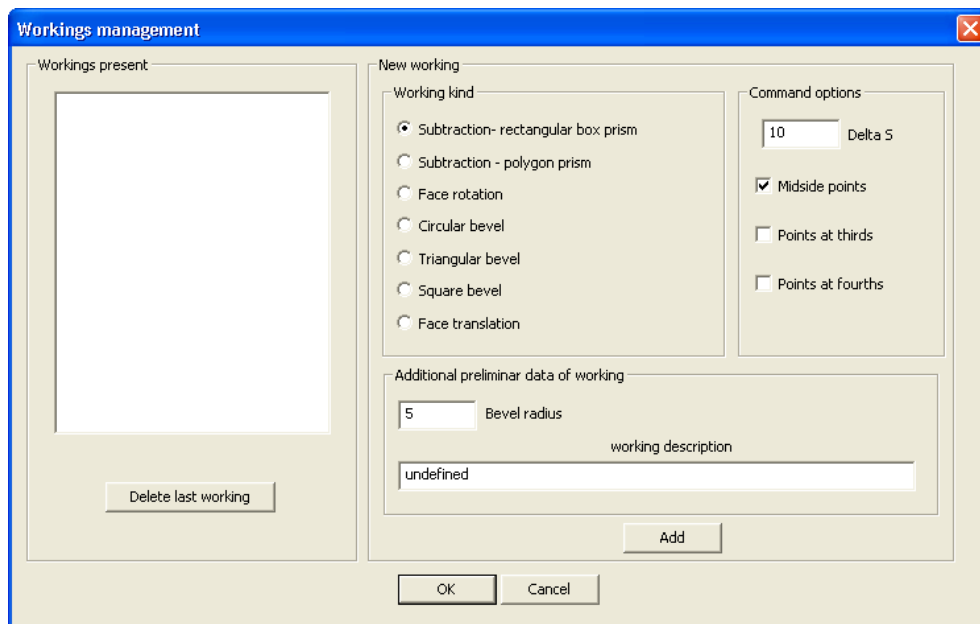 Workings management
Workings present
Delete last working
New working
Working kind
Subtraction- rectangular box prism
Subtraction - polygon prism
Face rotation
Circular bevel
Triangular bevel
Square bevel
Face translation
Command options
10 Delta S
Midside points
Points at thirds
Points at fourths
Additional preliminar data of working
5 Bevel radius
working description
undefined
Add
OK Cancel